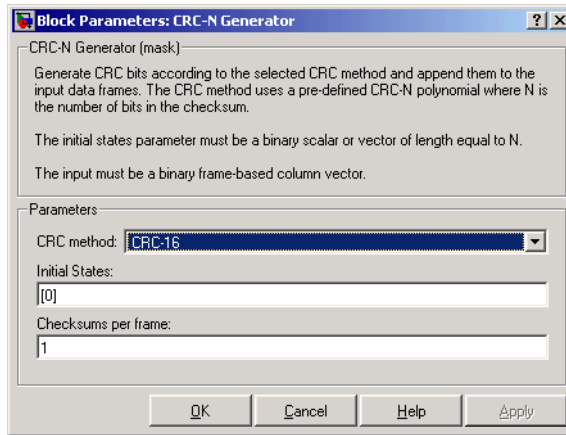 Block Parameters: CRC-N Generator
CRC-N Generator (mask)
Generate CRC bits according to the selected CRC method and append them to the
input data frames. The CRC method uses a pre-defined CRC-N polynomial where N is
the number of bits in the checksum.
The initial states parameter must be a binary scalar or vector of length equal to N.
The input must be a binary frame-based column vector.
Parameters
CRC method: CRC-16
Initial States:
[0]
Checksums per frame:
1
OK Cancel Help Apply